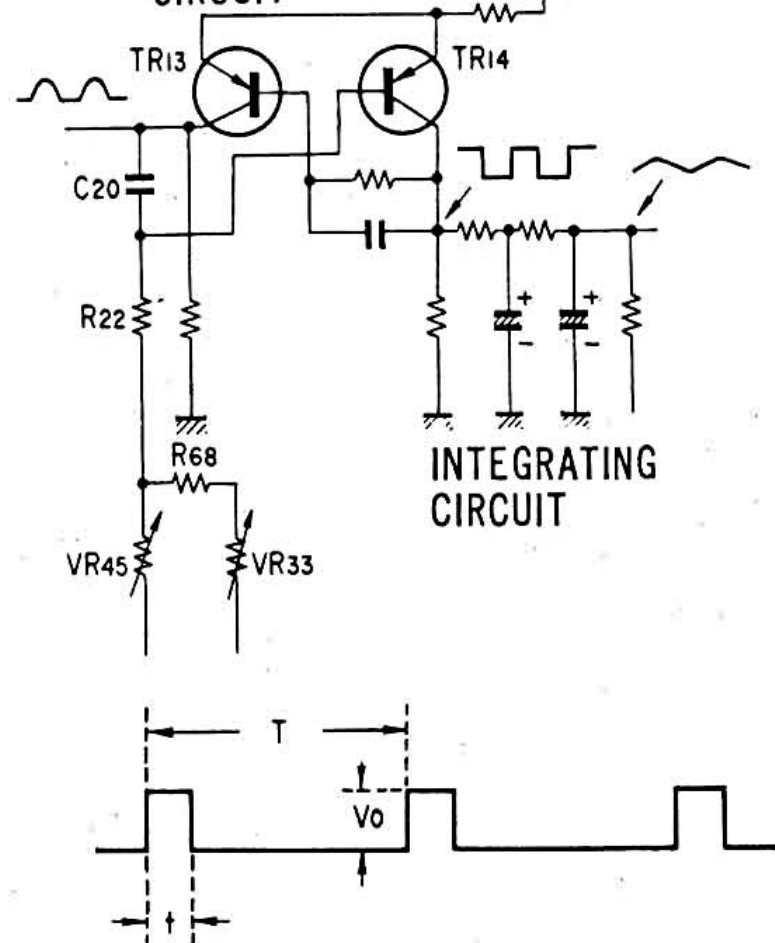 CIRCUIT
TR13
TR14
C20
R22
+
+
-
-
R68
INTEGRATING
CIRCUIT
VR45
VR33
T
Vo
t